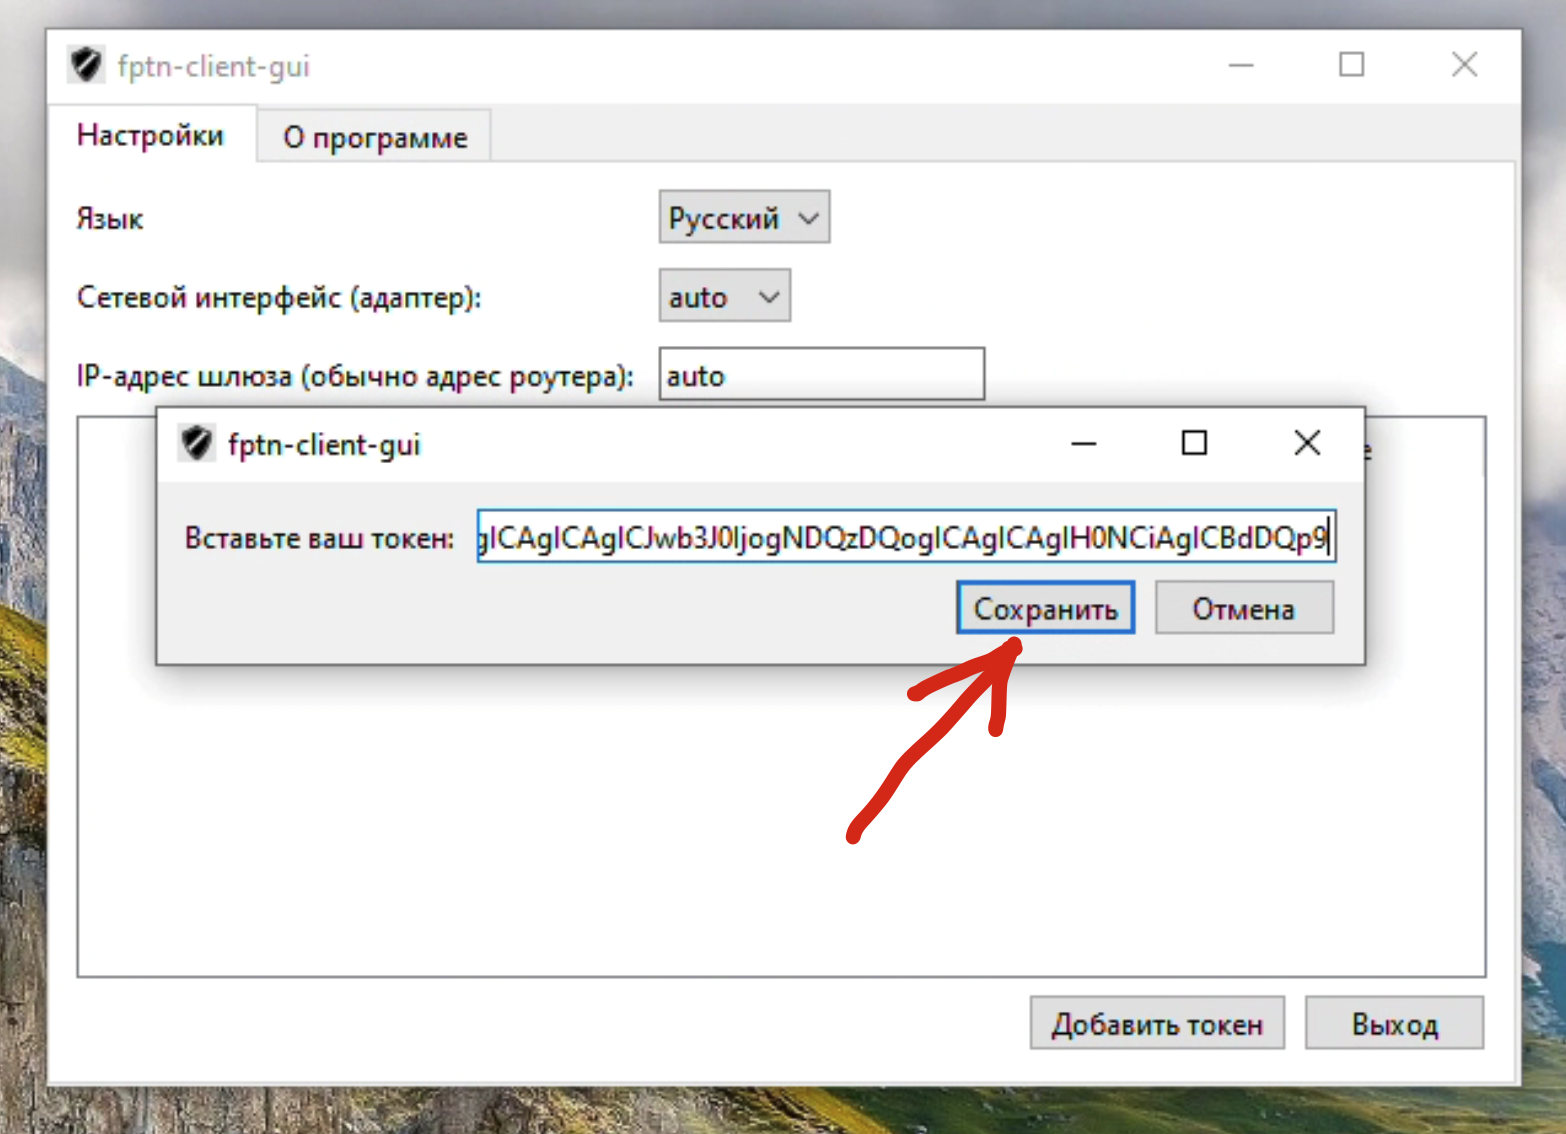 fptn-client-gui
Настройки
О программе
Язык
Русский
Сетевой интерфейс (адаптер):
auto
IP-адрес шлюза (обычно адрес роутера):
auto
fptn-client-gui
Вставьте ваш токен:
gICAgICAgICJwb3J0IjogNDQzDQogICAgICAgIH0NCiAgICBdDQp9
Сохранить
Отмена
Добавить токен
Выход